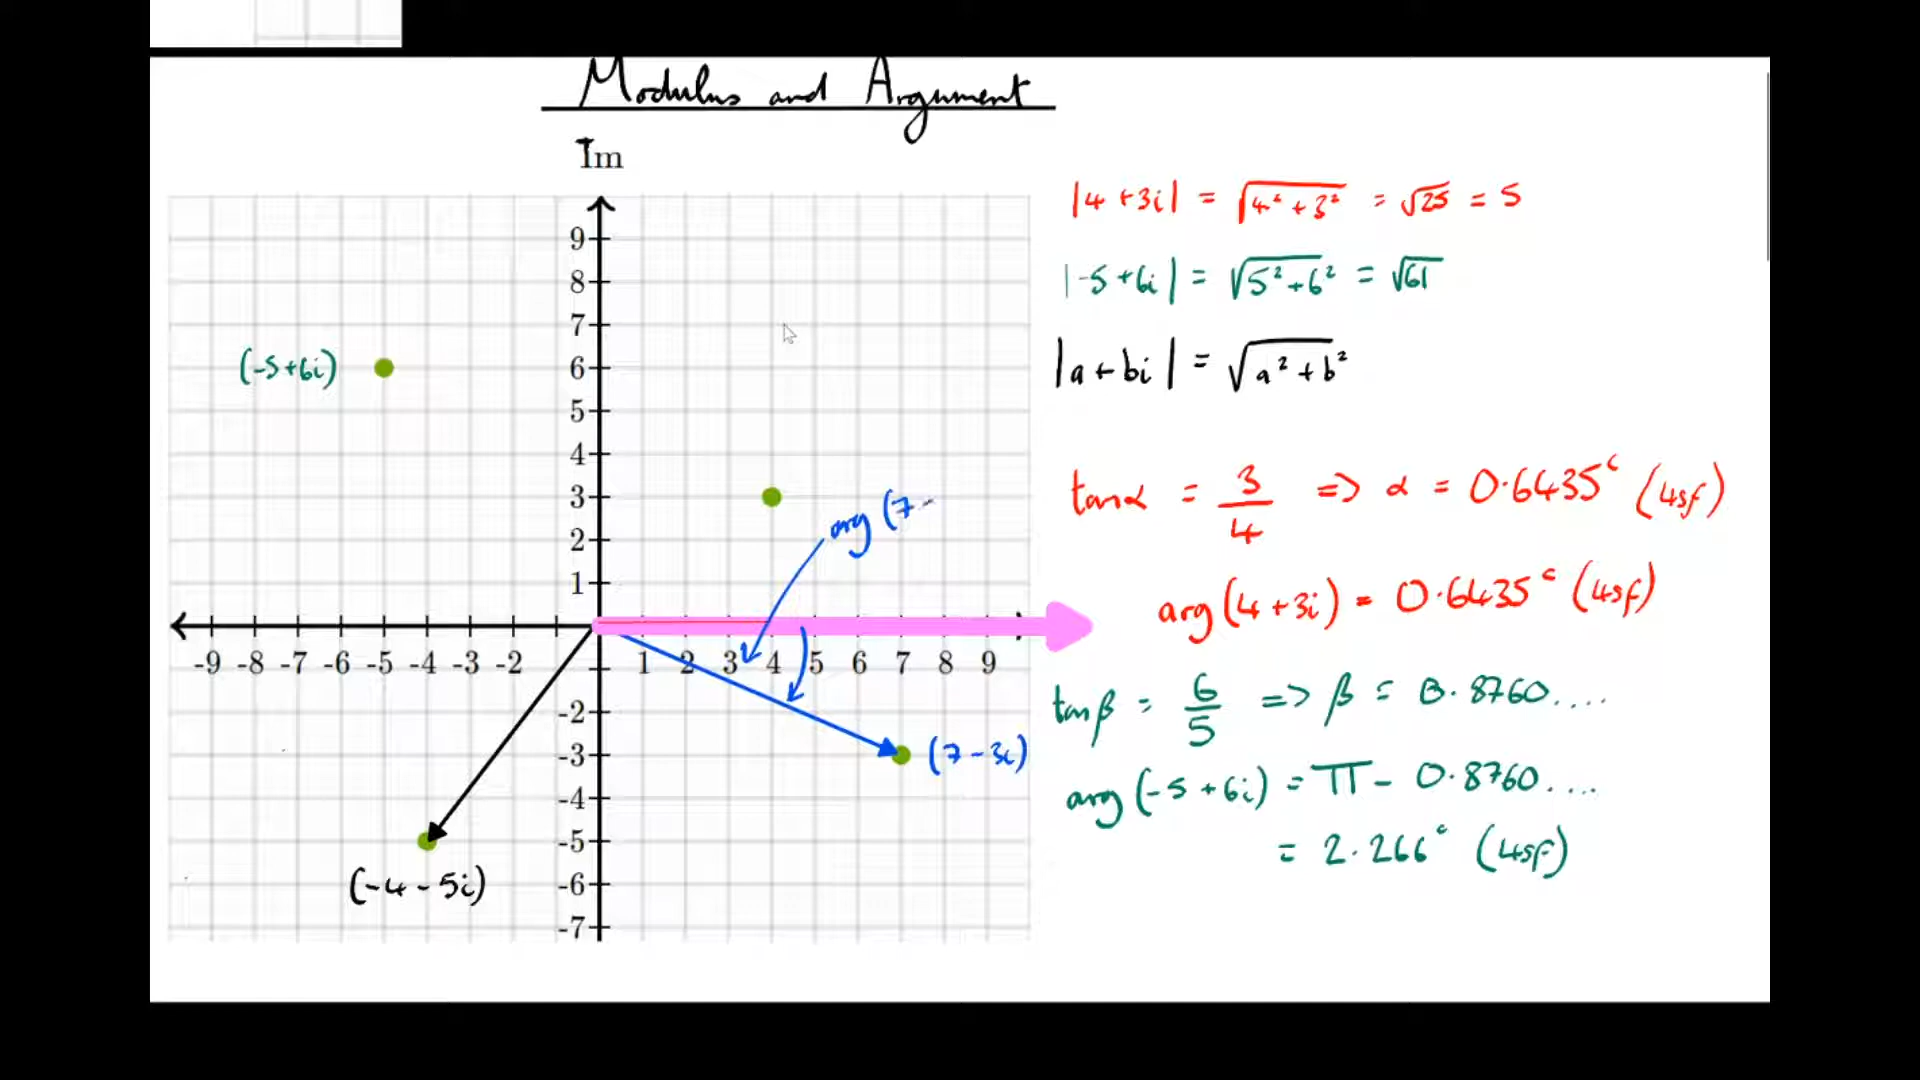 Modulus and Argument
Im
|4+3i| = √4²+3² = √25 = 5
9
|-5+6i| = √5²+6² = √61
8
7
(-5+6i)
6
|a+bi| = √a²+b²
5
4
3
tanα = 3/4 => α = 0.6435ᶜ (4sf)
arg (7-
2
1
arg(4+3i) = 0.6435ᶜ (4sf)
-9 -8 -7 -6 -5 -4 -3 -2 1 2 3 4 5 6 7 8 9
tanβ = 6/5 => β = 0.8760....
-2
-3
(7-3i)
arg(-5+6i) = π - 0.8760....
-4
-5
= 2.266ᶜ (4sf)
(-4-5i)
-6
-7